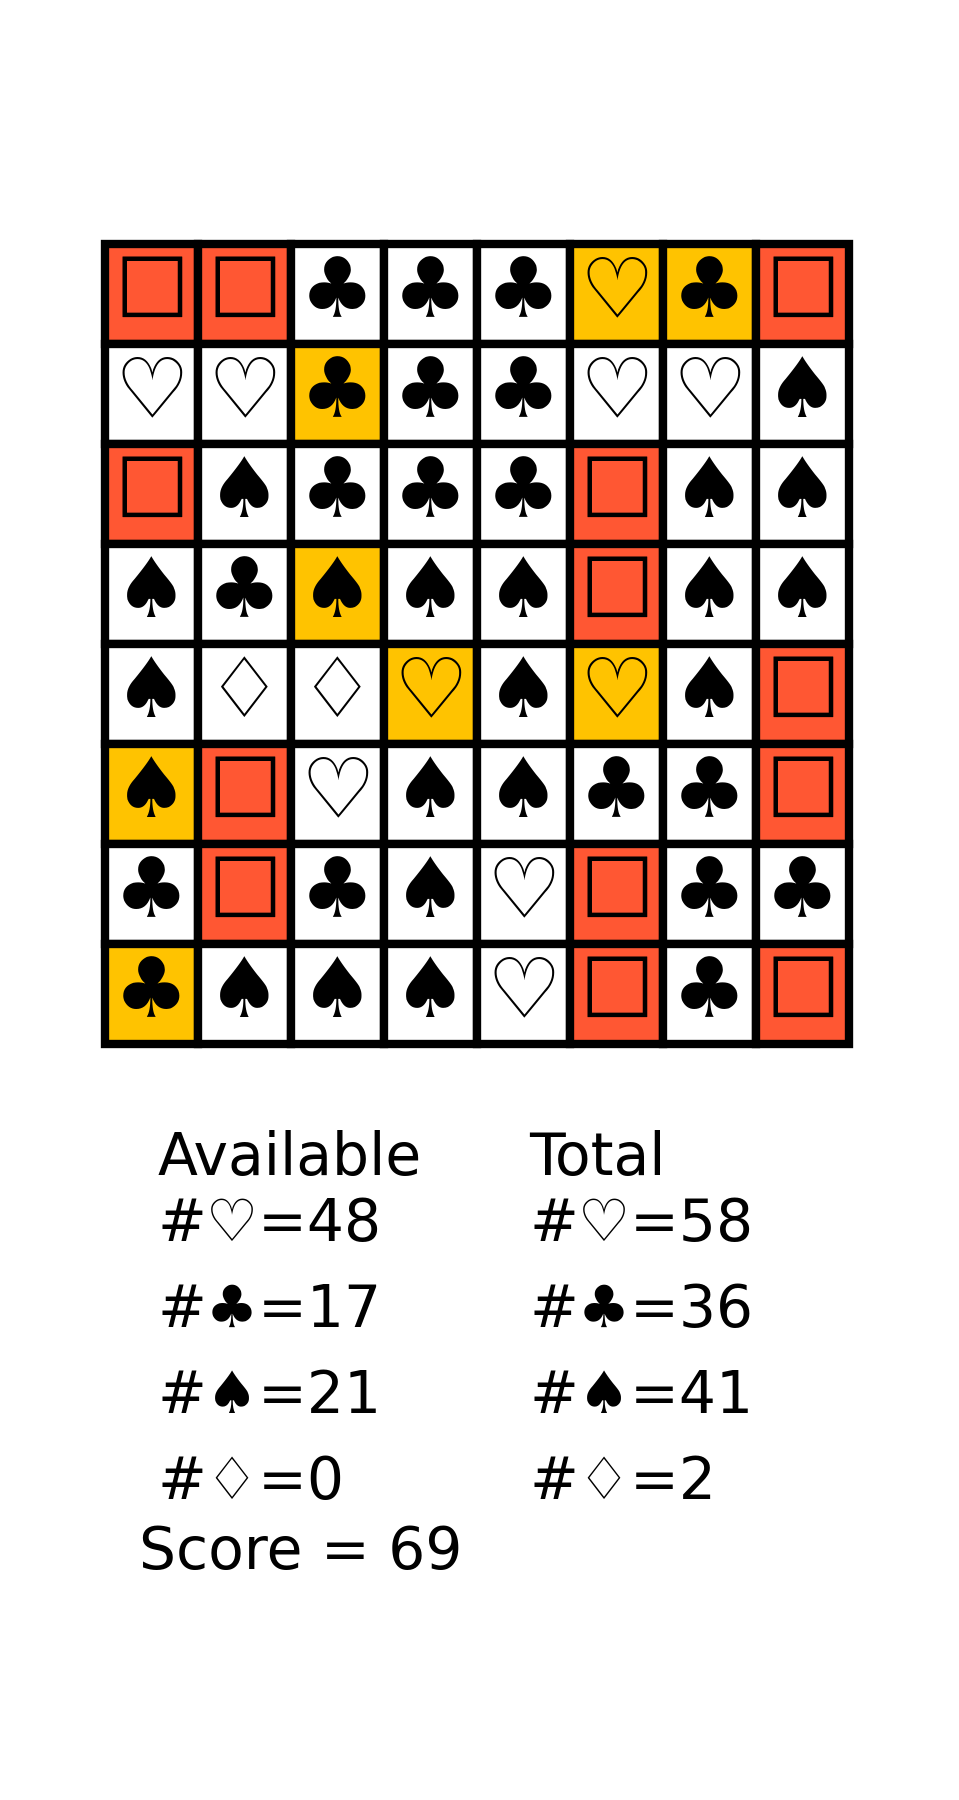 □ □ ♣ ♣ ♣ ♡ ♣ □
♡ ♡ ♣ ♣ ♣ ♡ ♡ ♠
□ ♠ ♣ ♣ ♣ □ ♠ ♠
♠ ♣ ♠ ♠ ♠ □ ♠ ♠
♠ ♢ ♢ ♡ ♠ ♡ ♠ □
♠ □ ♡ ♠ ♠ ♣ ♣ □
♣ □ ♣ ♠ ♡ □ ♣ ♣
♣ ♠ ♠ ♠ ♡ □ ♣ □
Available Total
#♡=48 #♡=58
#♣=17 #♣=36
#♠=21 #♠=41
#♢=0 #♢=2
Score = 69